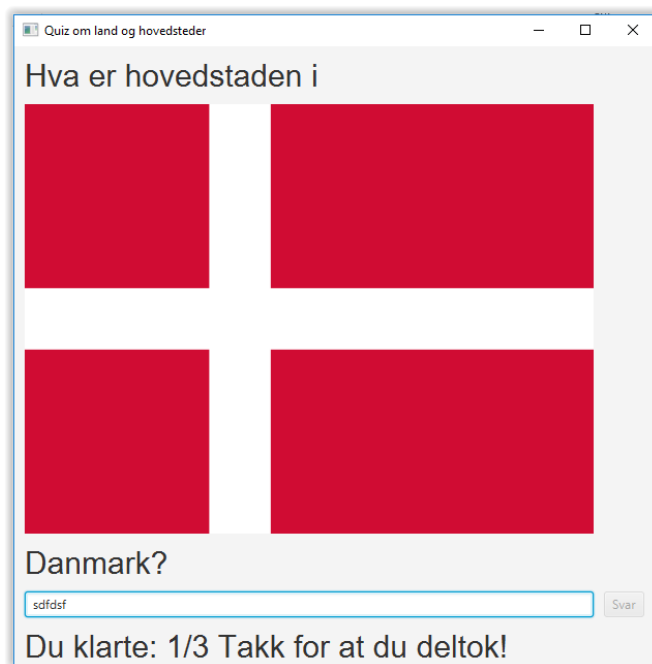 Quiz om land og hovedsteder
Hva er hovedstaden i
Danmark?
sdfdsf
Svar
Du klarte: 1/3 Takk for at du deltok!